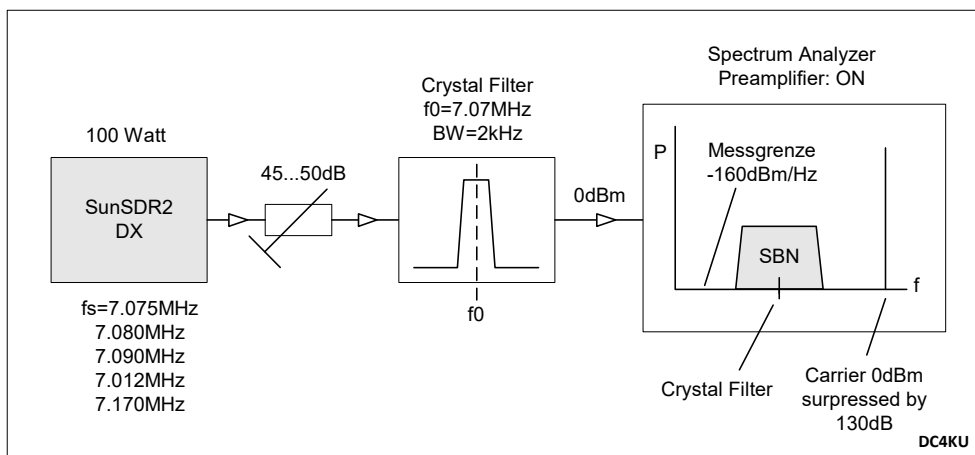 Spectrum Analyzer
Preamplifier: ON
Crystal Filter
f0=7.07MHz
BW=2kHz
100 Watt
SunSDR2
DX
45...50dB
0dBm
P
Messgrenze
-160dBm/Hz
SBN
f
f0
fs=7.075MHz
7.080MHz
7.090MHz
7.012MHz
7.170MHz
Crystal Filter
Carrier 0dBm
surpressed by
130dB
DC4KU